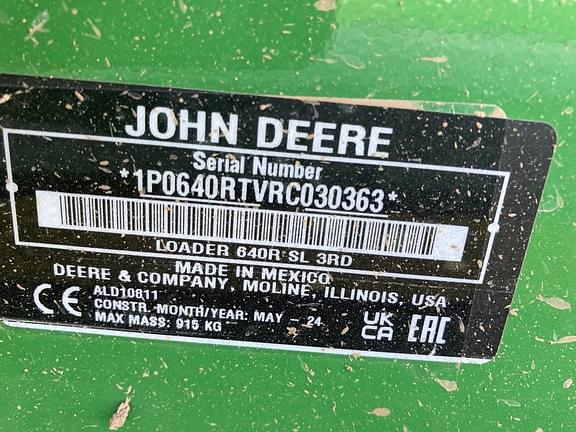 JOHN DEERE
Serial Number
*1P0640RTVRC030363*
LOADER 640R SL 3RD
MADE IN MEXICO
DEERE & COMPANY, MOLINE, ILLINOIS, USA
ALD10811
CONSTR. MONTH/YEAR: MAY - 24
MAX MASS: 915 KG
CE
UK
CA
EAC